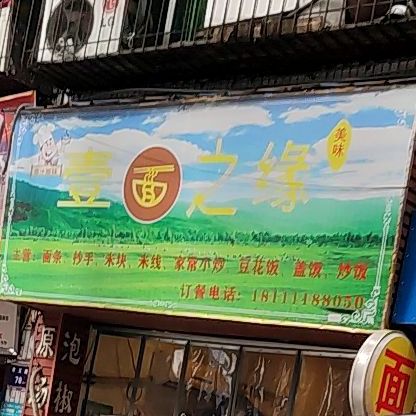 壹面之缘
美味
主营：面条、抄手、米块、米线、家常小炒、豆花饭、盖饭、炒饭
订餐电话：18111188050
源
汤
泡
椒
面